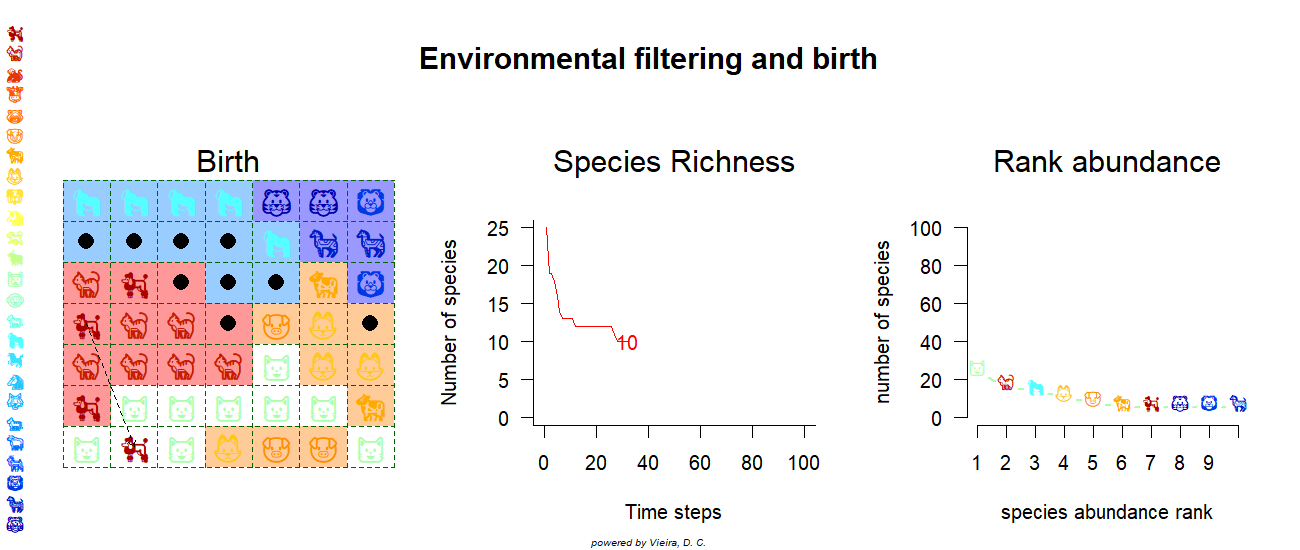 Environmental filtering and birth
Birth
Species Richness
Rank abundance
Number of species
25
20
15
10
5
0
10
0 20 40 60 80 100
Time steps
number of species
100
80
60
40
20
0
1 2 3 4 5 6 7 8 9
species abundance rank
powered by Vieira, D. C.